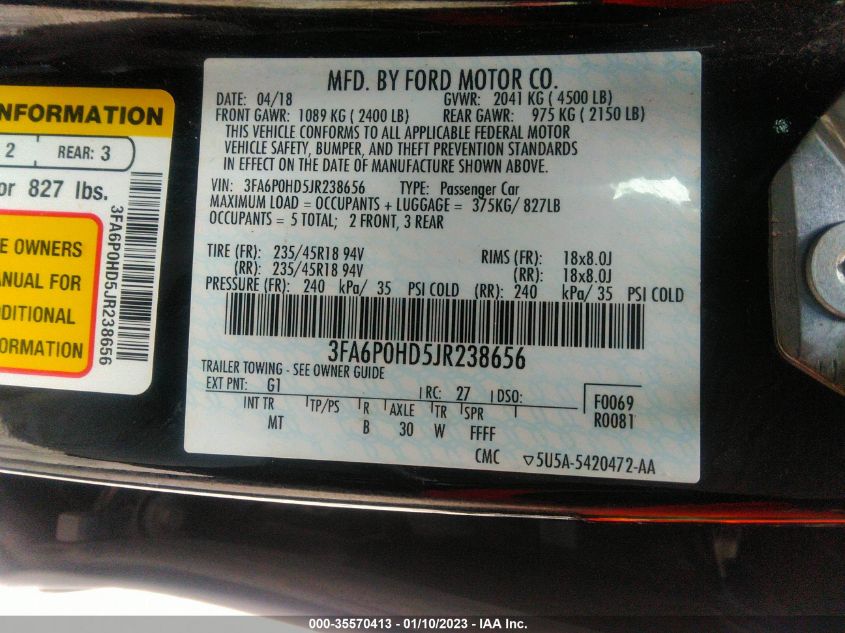 MFD. BY FORD MOTOR CO.
DATE: 04/18 GVWR: 2041 KG ( 4500 LB)
FRONT GAWR: 1089 KG ( 2400 LB) REAR GAWR: 975 KG ( 2150 LB)
THIS VEHICLE CONFORMS TO ALL APPLICABLE FEDERAL MOTOR
VEHICLE SAFETY, BUMPER, AND THEFT PREVENTION STANDARDS
IN EFFECT ON THE DATE OF MANUFACTURE SHOWN ABOVE.
VIN: 3FA6P0HD5JR238656 TYPE: Passenger Car
MAXIMUM LOAD = OCCUPANTS + LUGGAGE = 375KG/ 827LB
OCCUPANTS = 5 TOTAL; 2 FRONT, 3 REAR
TIRE (FR): 235/45R18 94V RIMS (FR): 18x8.0J
(RR): 235/45R18 94V (RR): 18x8.0J
PRESSURE (FR): 240 kPa/ 35 PSI COLD (RR): 240 kPa/ 35 PSI COLD
3FA6P0HD5JR238656
TRAILER TOWING - SEE OWNER GUIDE
EXT PNT: G1 RC: 27 DSO: F0069
INT TR TP/PS R AXLE TR SPR R0081
MT B 30 W FFFF
CMC ▽5U5A-5420472-AA
NFORMATION
2 REAR: 3
or 827 lbs.
E OWNERS
ANUAL FOR
DDITIONAL
FORMATION
3FA6P0HD5JR238656
000-35570413 - 01/10/2023 - IAA Inc.